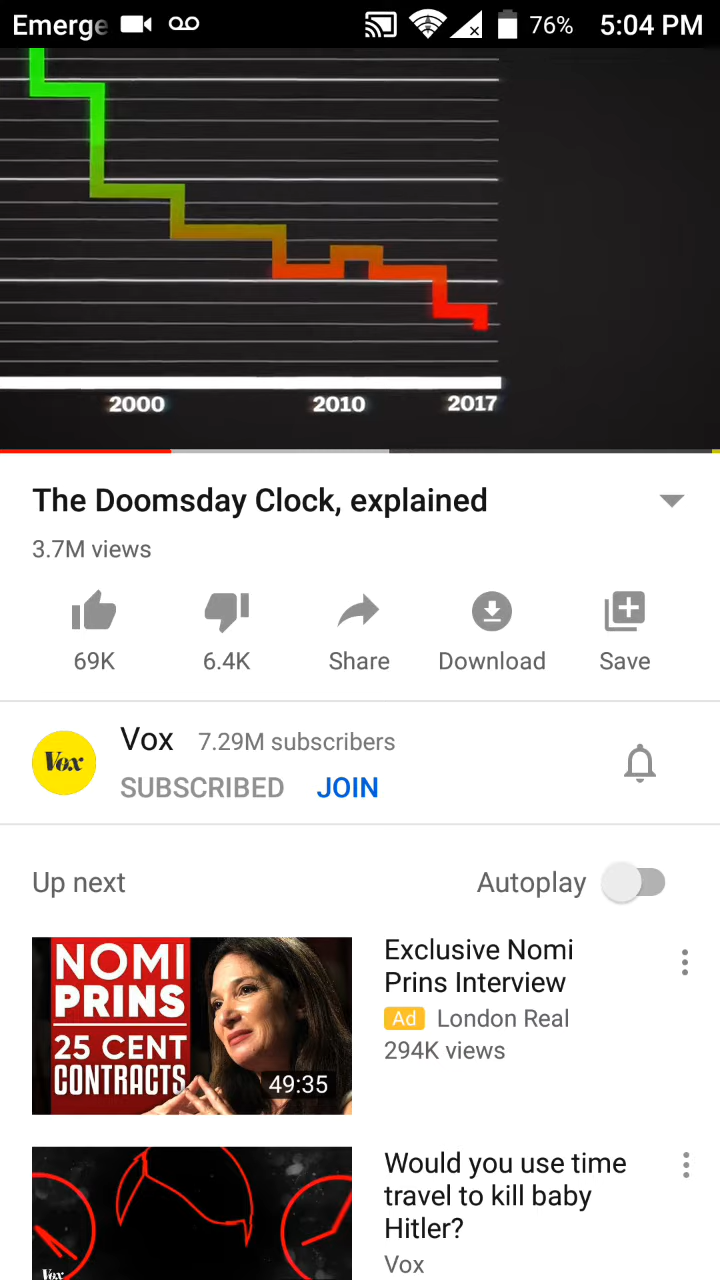 Emerge 76% 5:04 PM
2000 2010 2017
The Doomsday Clock, explained
3.7M views
69K 6.4K Share Download Save
Vox 7.29M subscribers
Vox
SUBSCRIBED JOIN
Up next Autoplay
NOMI
PRINS
25 CENT
CONTRACTS
49:35
Exclusive Nomi
Prins Interview
Ad London Real
294K views
Vox
Would you use time
travel to kill baby
Hitler?
Vox